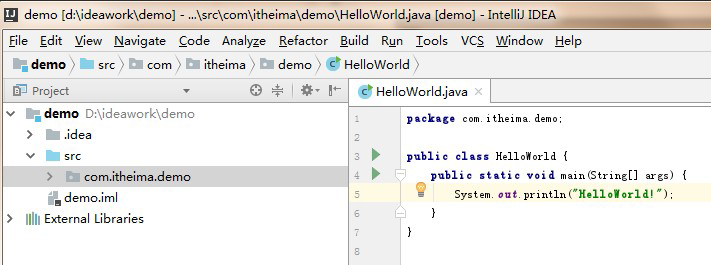 demo [d:\ideawork\demo] - ...\src\com\itheima\demo\HelloWorld.java [demo] - IntelliJ IDEA
File Edit View Navigate Code Analyze Refactor Build Run Tools VCS Window Help
demo src com itheima demo HelloWorld
Project
HelloWorld.java
demo D:\ideawork\demo
.idea
src
com.itheima.demo
demo.iml
External Libraries
1 package com.itheima.demo;
2
3 public class HelloWorld {
4 public static void main(String[] args) {
5 System.out.println("HelloWorld!");
6 }
7 }
8